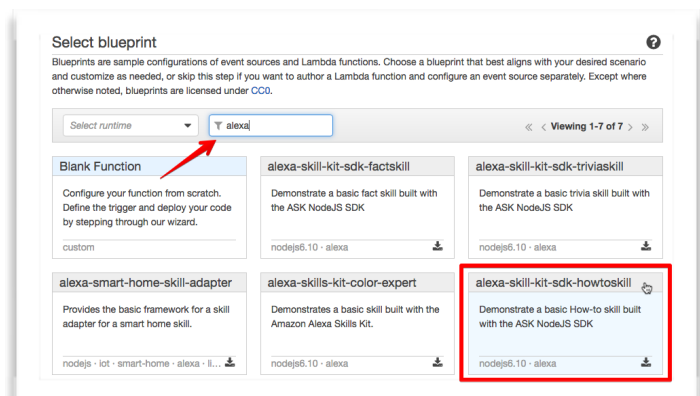 Select blueprint
Blueprints are sample configurations of event sources and Lambda functions. Choose a blueprint that best aligns with your desired scenario
and customize as needed, or skip this step if you want to author a Lambda function and configure an event source separately. Except where
otherwise noted, blueprints are licensed under CC0.
Select runtime
alexa
« < Viewing 1-7 of 7 > »
Blank Function
Configure your function from scratch.
Define the trigger and deploy your code
by stepping through our wizard.
custom
alexa-skill-kit-sdk-factskill
Demonstrate a basic fact skill built with
the ASK NodeJS SDK
nodejs6.10 · alexa
alexa-skill-kit-sdk-triviaskill
Demonstrate a basic trivia skill built with
the ASK NodeJS SDK
nodejs6.10 · alexa
alexa-smart-home-skill-adapter
Provides the basic framework for a skill
adapter for a smart home skill.
nodejs · iot · smart-home · alexa · li...
alexa-skills-kit-color-expert
Demonstrates a basic skill built with the
Amazon Alexa Skills Kit.
nodejs6.10 · alexa
alexa-skill-kit-sdk-howtoskill
Demonstrate a basic How-to skill built
with the ASK NodeJS SDK
nodejs6.10 · alexa